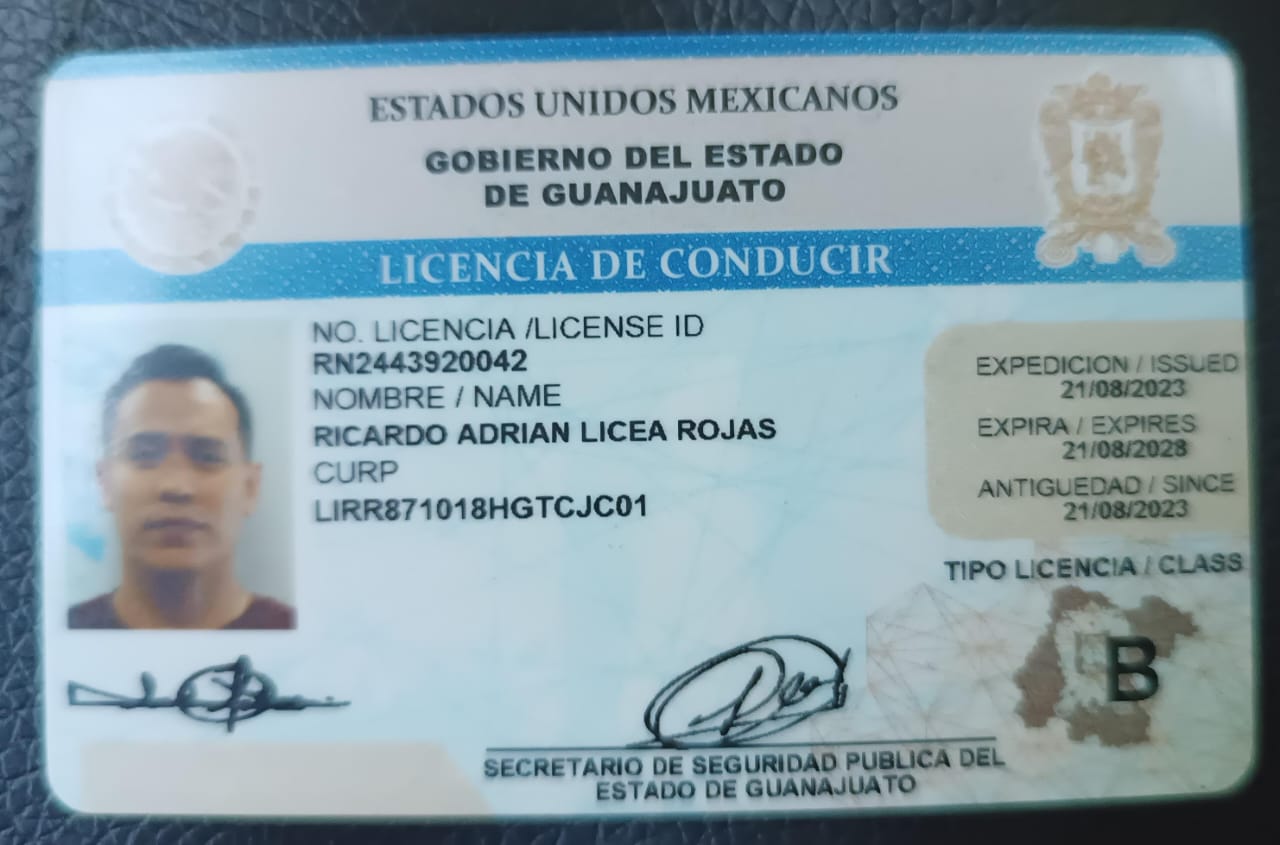 ESTADOS UNIDOS MEXICANOS
GOBIERNO DEL ESTADO
DE GUANAJUATO
LICENCIA DE CONDUCIR
NO. LICENCIA /LICENSE ID
RN2443920042
NOMBRE / NAME
RICARDO ADRIAN LICEA ROJAS
CURP
LIRR871018HGTCJC01
EXPEDICION / ISSUED
21/08/2023
EXPIRA / EXPIRES
21/08/2028
ANTIGUEDAD / SINCE
21/08/2023
TIPO LICENCIA / CLASS
B
SECRETARIO DE SEGURIDAD PUBLICA DEL
ESTADO DE GUANAJUATO